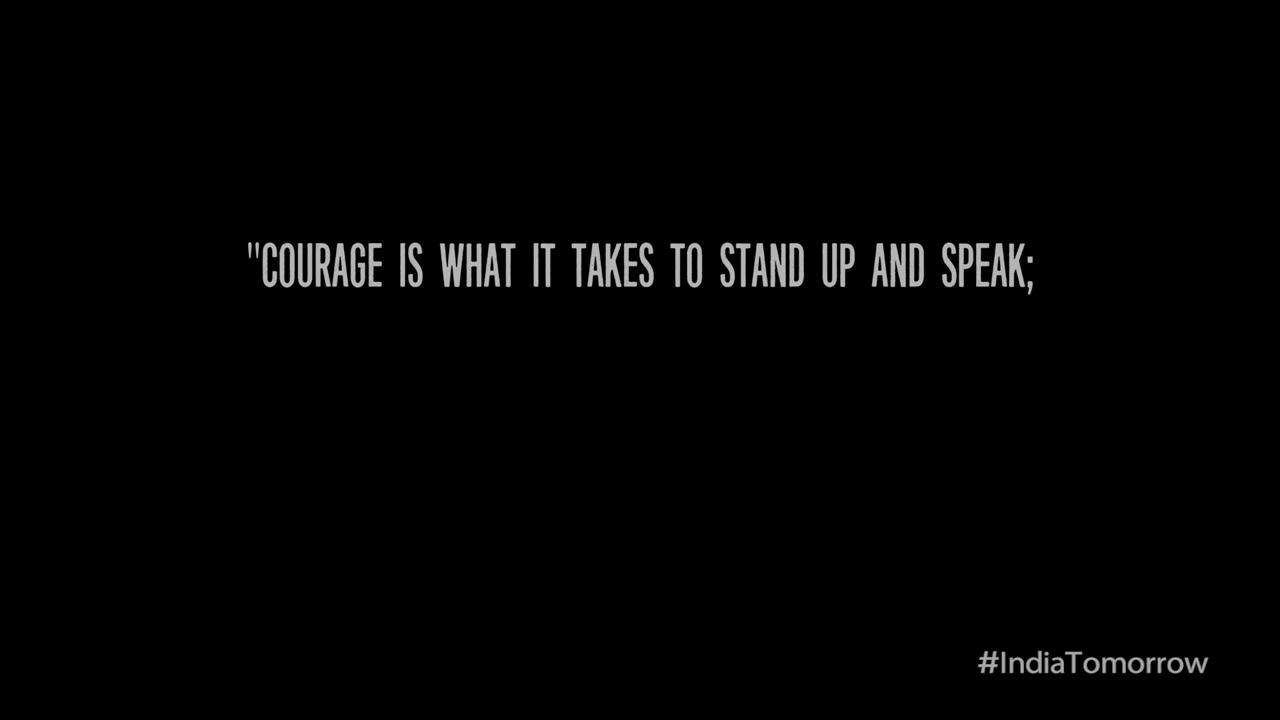 "COURAGE IS WHAT IT TAKES TO STAND UP AND SPEAK;
#IndiaTomorrow